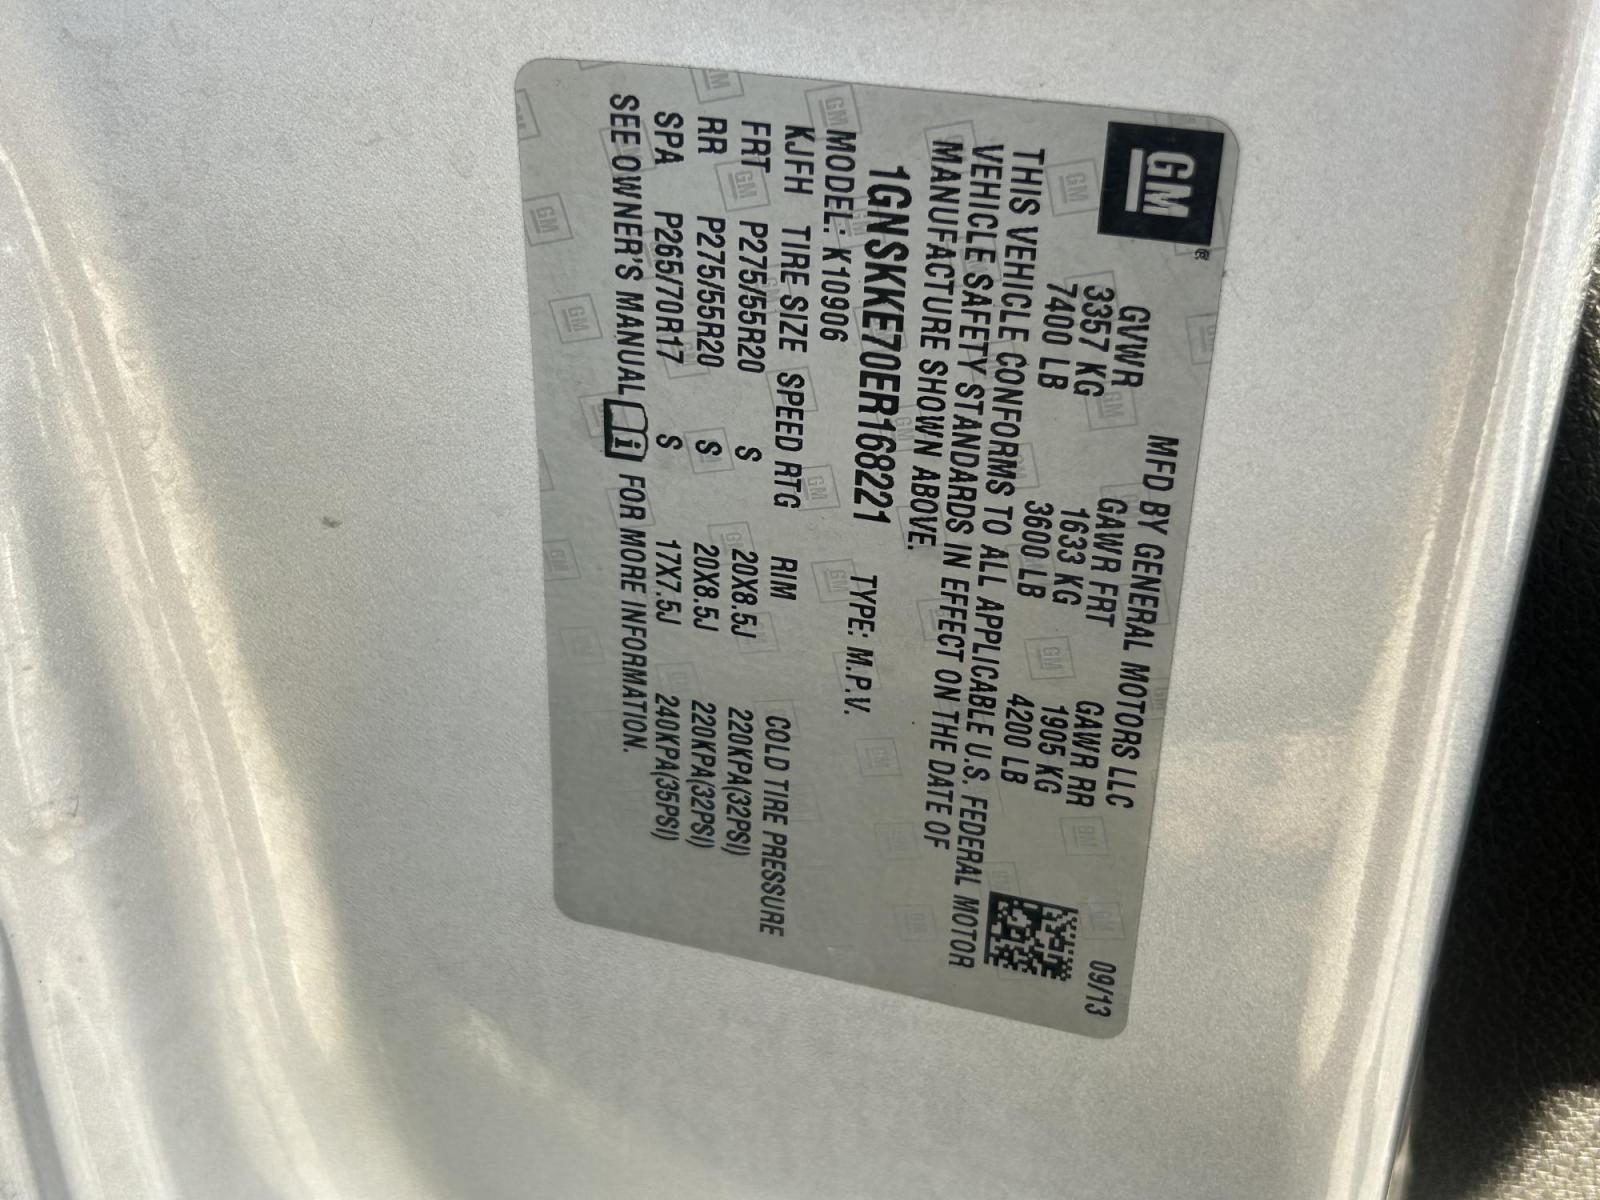 GM®
MFD BY GENERAL MOTORS LLC 09/13
GVWR GAWR FRT GAWR RR
3357 KG 1633 KG 1905 KG
7400 LB 3600 LB 4200 LB
THIS VEHICLE CONFORMS TO ALL APPLICABLE U.S. FEDERAL MOTOR
VEHICLE SAFETY STANDARDS IN EFFECT ON THE DATE OF
MANUFACTURE SHOWN ABOVE.
1GNSKKE70ER168221 TYPE: M.P.V.
MODEL: K10906
KJFH TIRE SIZE SPEED RTG RIM COLD TIRE PRESSURE
FRT P275/55R20 S 20X8.5J 220KPA(32PSI)
RR P275/55R20 S 20X8.5J 220KPA(32PSI)
SPA P265/70R17 S 17X7.5J 240KPA(35PSI)
SEE OWNER'S MANUAL i FOR MORE INFORMATION.